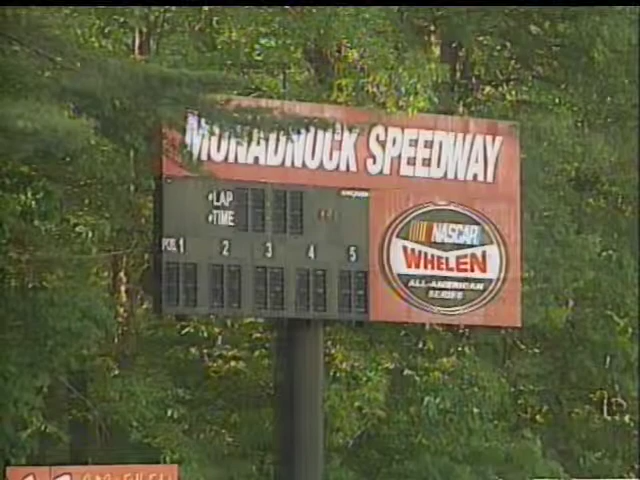 MONADNOCK SPEEDWAY
LAP
TIME
POS. 1 2 3 4 5
NASCAR
WHELEN
ALL-AMERICAN
SERIES